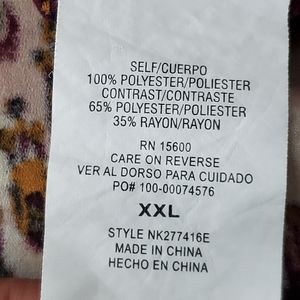 SELF/CUERPO
100% POLYESTER/POLIESTER
CONTRAST/CONTRASTE
65% POLYESTER/POLIESTER
35% RAYON/RAYON
RN 15600
CARE ON REVERSE
VER AL DORSO PARA CUIDADO
PO# 100-00074576
XXL
STYLE NK277416E
MADE IN CHINA
HECHO EN CHINA